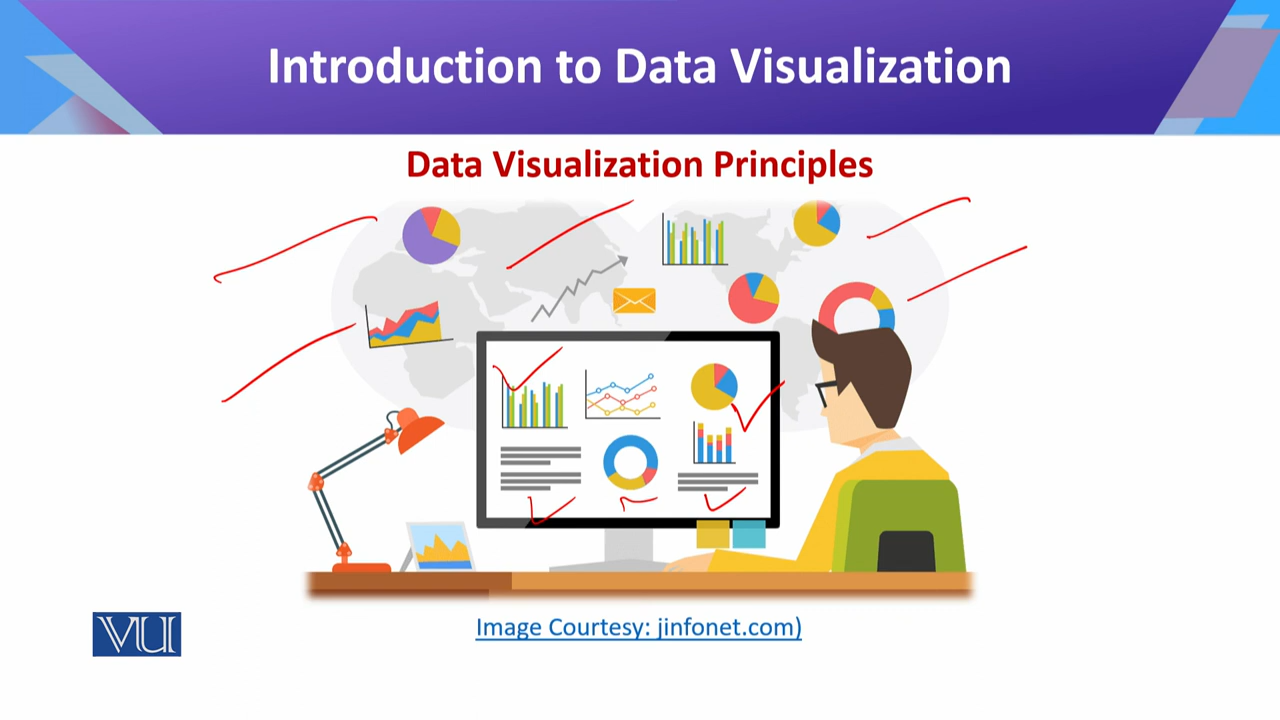 Introduction to Data Visualization
Data Visualization Principles
VU
Image Courtesy: jinfonet.com)